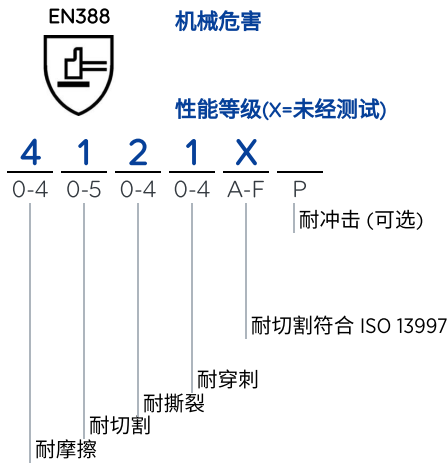 EN388
机械危害
性能等级(X=未经测试)
4 1 2 1 X
0-4 0-5 0-4 0-4 A-F P
耐冲击 (可选)
耐切割符合 ISO 13997
耐穿刺
耐撕裂
耐切割
耐摩擦